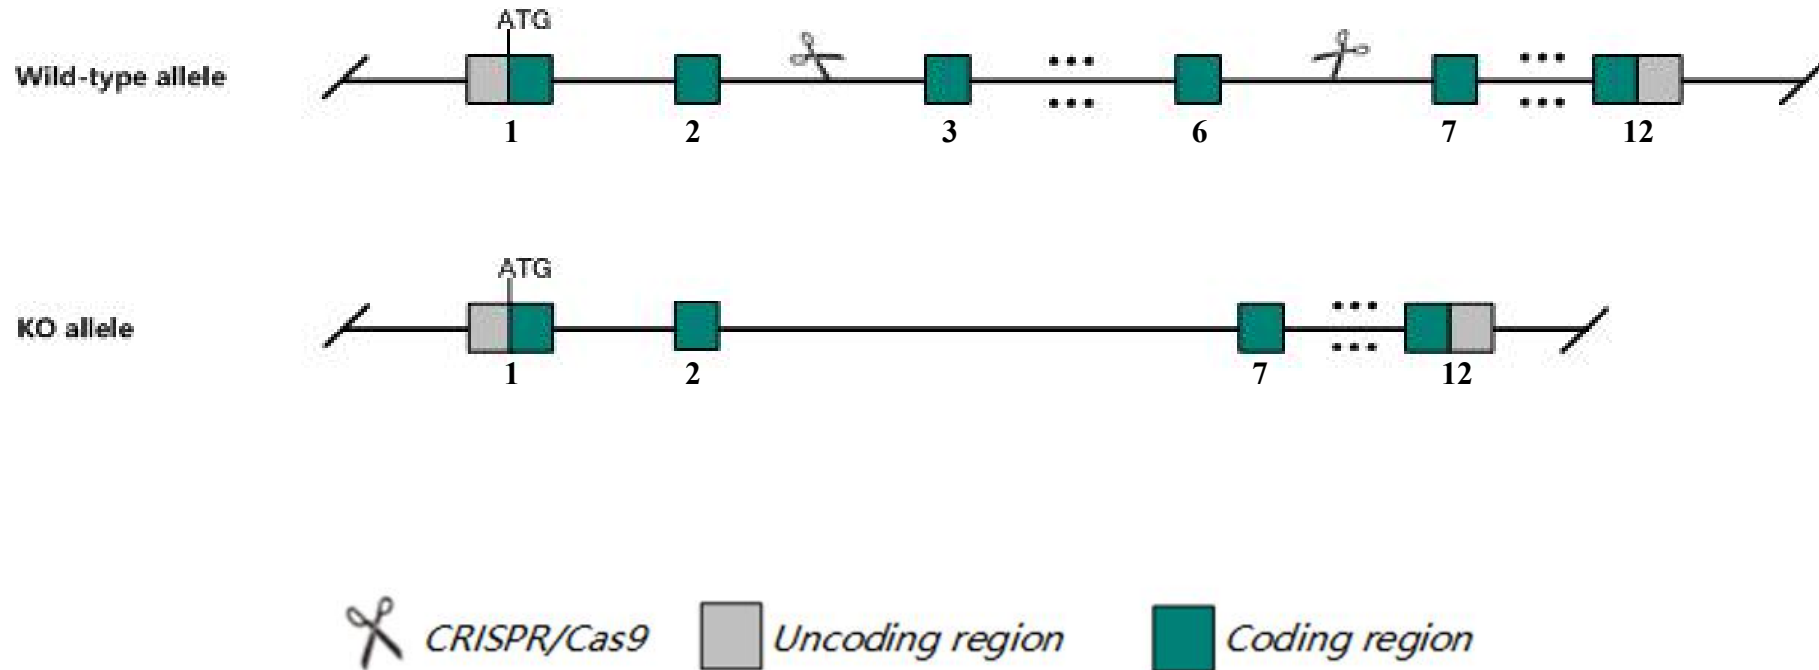 ATG
Wild-type allele
1 2 3 6 7 12
ATG
KO allele
1 2 7 12
CRISPR/Cas9 Uncoding region Coding region